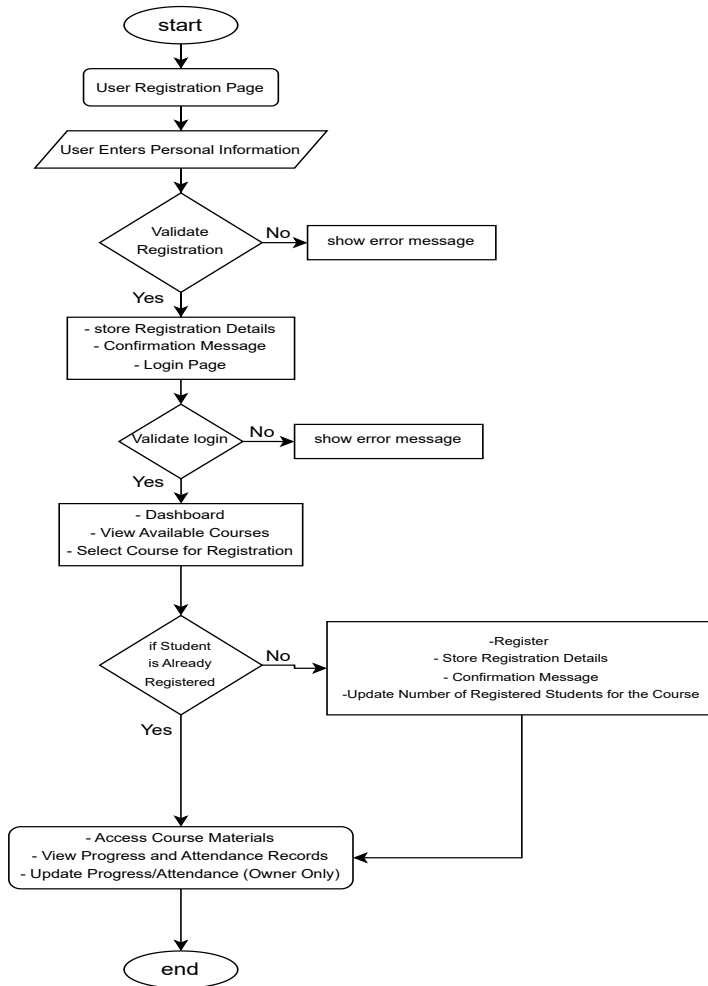 start
User Registration Page
User Enters Personal Information
Validate
Registration
No
show error message
Yes
- store Registration Details
- Confirmation Message
- Login Page
Validate login
No
show error message
Yes
- Dashboard
- View Available Courses
- Select Course for Registration
if Student
is Already
Registered
No
-Register
- Store Registration Details
- Confirmation Message
-Update Number of Registered Students for the Course
Yes
- Access Course Materials
- View Progress and Attendance Records
- Update Progress/Attendance (Owner Only)
end